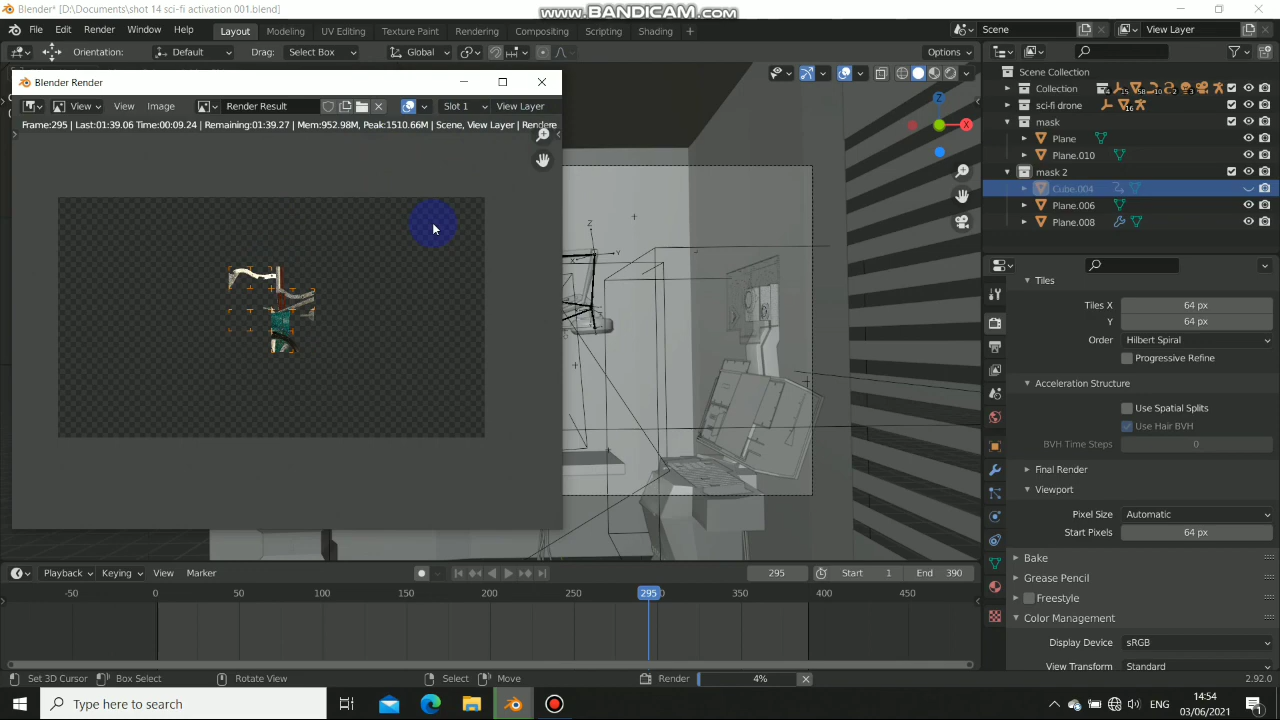 Blender* [D:\Documents\shot 14 sci-fi activation 001.blend]
www.BANDICAM.com
File Edit Render Window Help
Layout Modeling UV Editing Texture Paint Rendering Compositing Scripting Shading
Scene
View Layer
Orientation: Default Drag: Select Box Global Options
Blender Render
View View Image Render Result Slot 1 View Layer
Frame:295 | Last:01:39.06 Time:00:09.24 | Remaining:01:39.27 | Mem:952.98M, Peak:1510.66M | Scene, View Layer | Rendere
Z
Y
X
Z
X
Scene Collection
Collection
sci-fi drone
mask
Plane
Plane.010
mask 2
Cube.004
Plane.006
Plane.008
Tiles
Tiles X 64 px
Y 64 px
Order Hilbert Spiral
Progressive Refine
Acceleration Structure
Use Spatial Splits
Use Hair BVH
BVH Time Steps 0
Final Render
Viewport
Pixel Size Automatic
Start Pixels 64 px
Bake
Grease Pencil
Freestyle
Color Management
Display Device sRGB
View Transform Standard
Playback Keying View Marker 295 Start 1 End 390
-50 0 50 100 150 200 250 295 350 400 450
Set 3D Cursor Box Select Rotate View Select Move Render 4% 2.92.0
Type here to search
ENG
14:54
03/06/2021